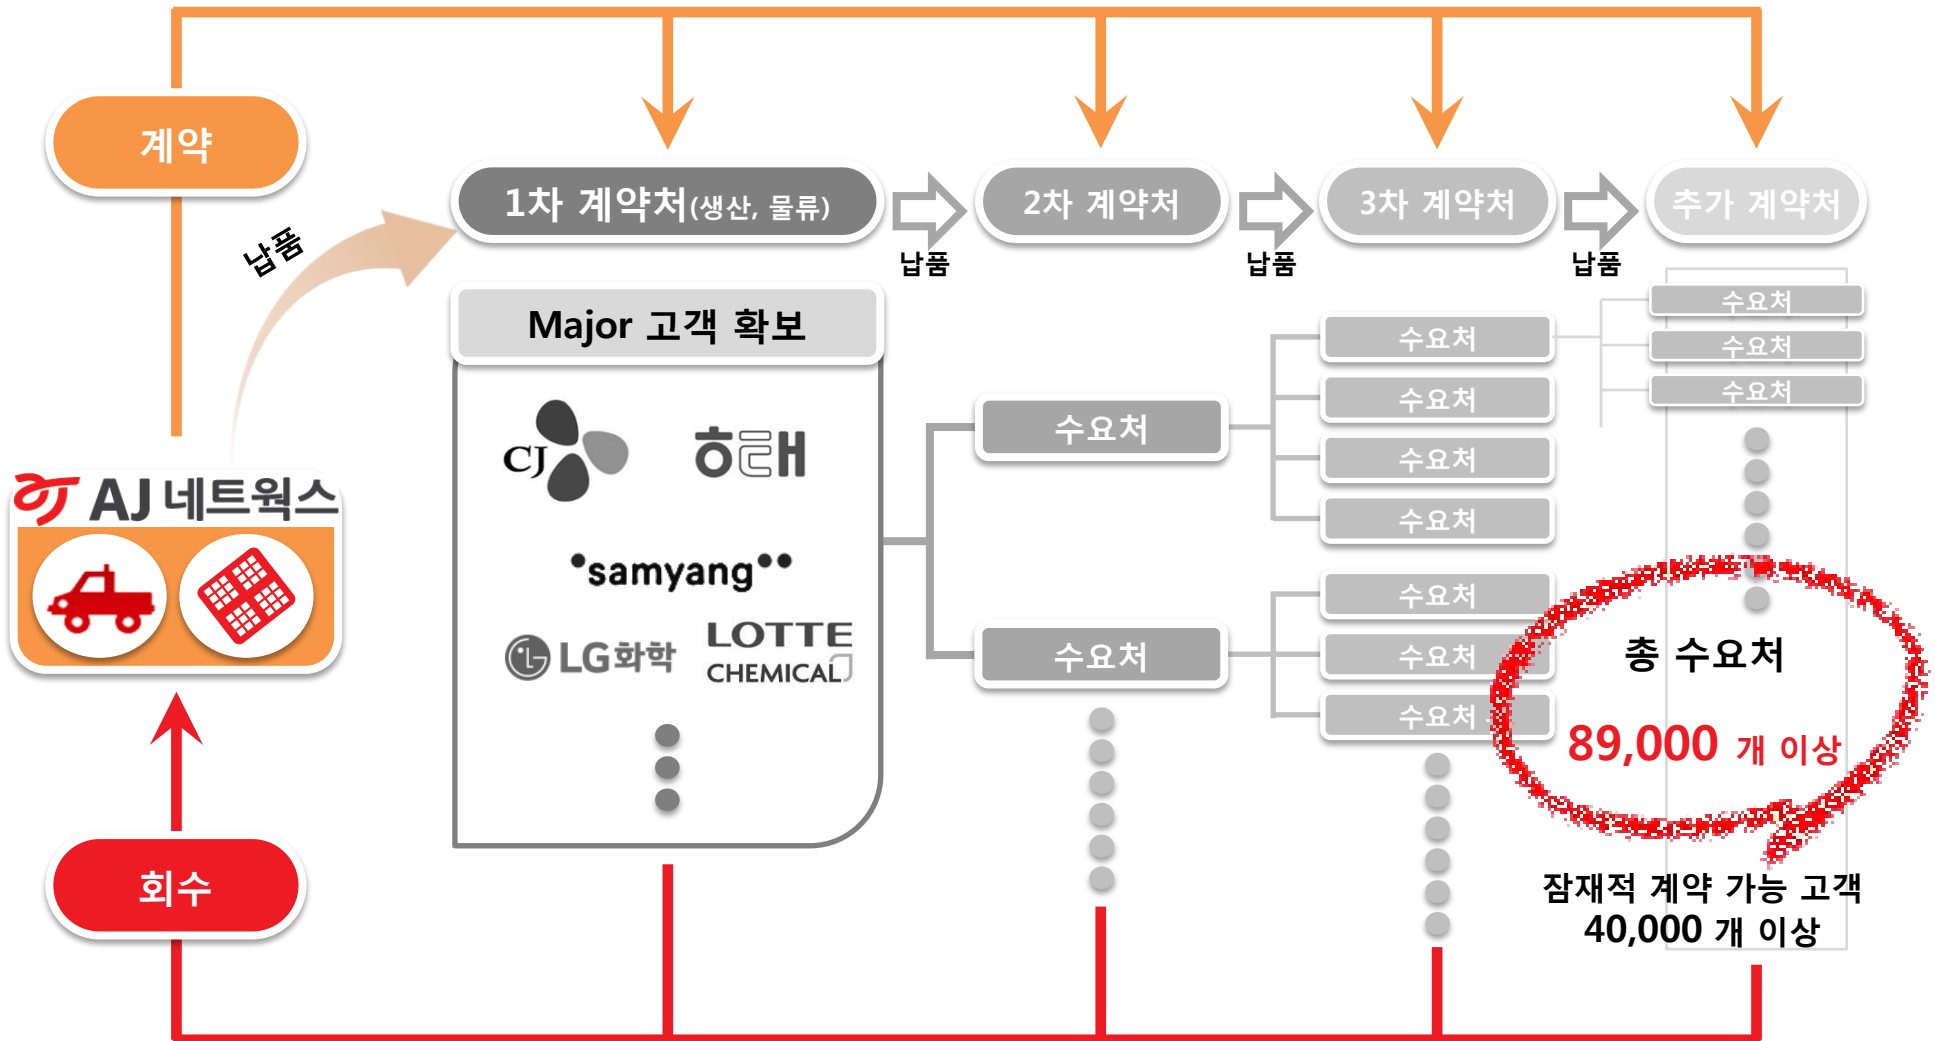 계약
1차 계약처(생산, 물류)
2차 계약처
3차 계약처
추가 계약처
납품
납품
납품
납품
Major 고객 확보
CJ
해태
samyang
LG화학
LOTTE
CHEMICAL
수요처
수요처
수요처
수요처
수요처
수요처
수요처
수요처
수요처
수요처
수요처
수요처
AJ 네트웍스
총 수요처
89,000 개 이상
잠재적 계약 가능 고객
40,000 개 이상
회수